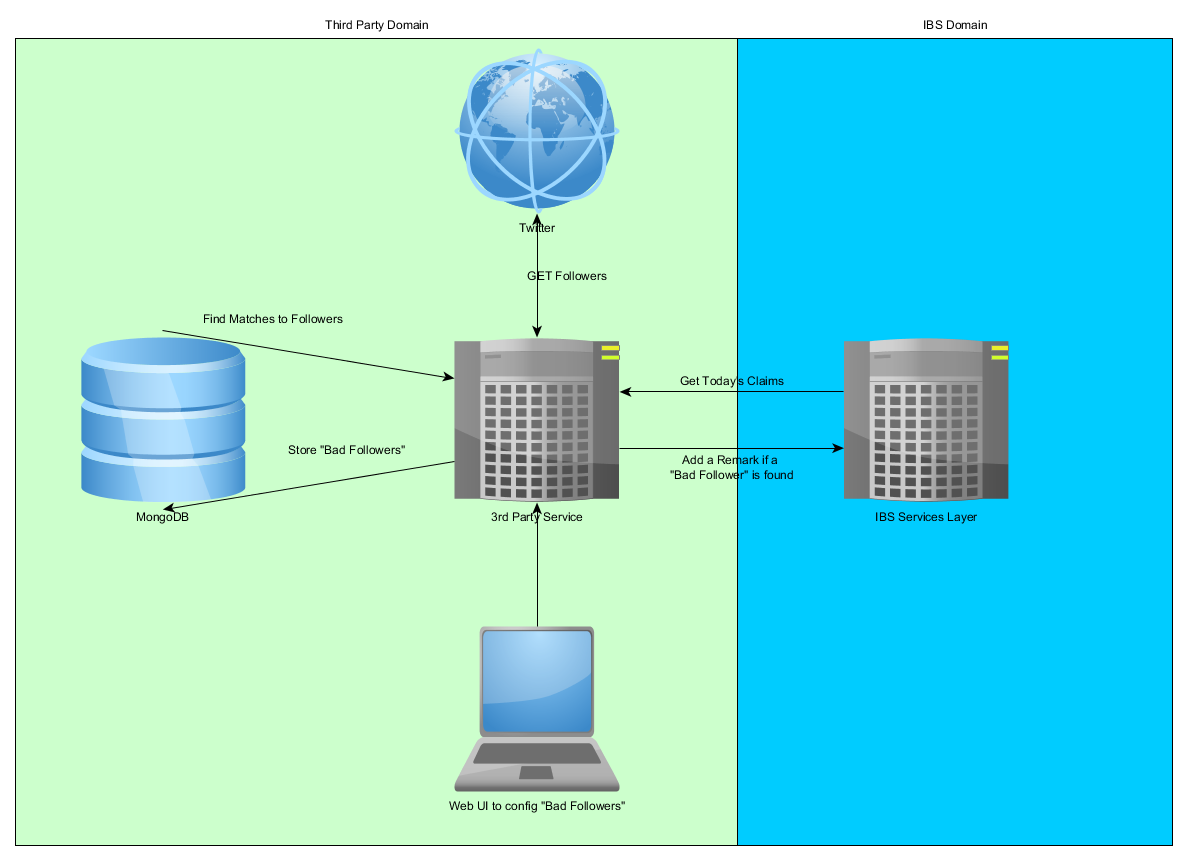 Third Party Domain
IBS Domain
Twitter
GET Followers
Find Matches to Followers
Get Today's Claims
Store "Bad Followers"
Add a Remark if a
"Bad Follower" is found
MongoDB
3rd Party Service
IBS Services Layer
Web UI to config "Bad Followers"